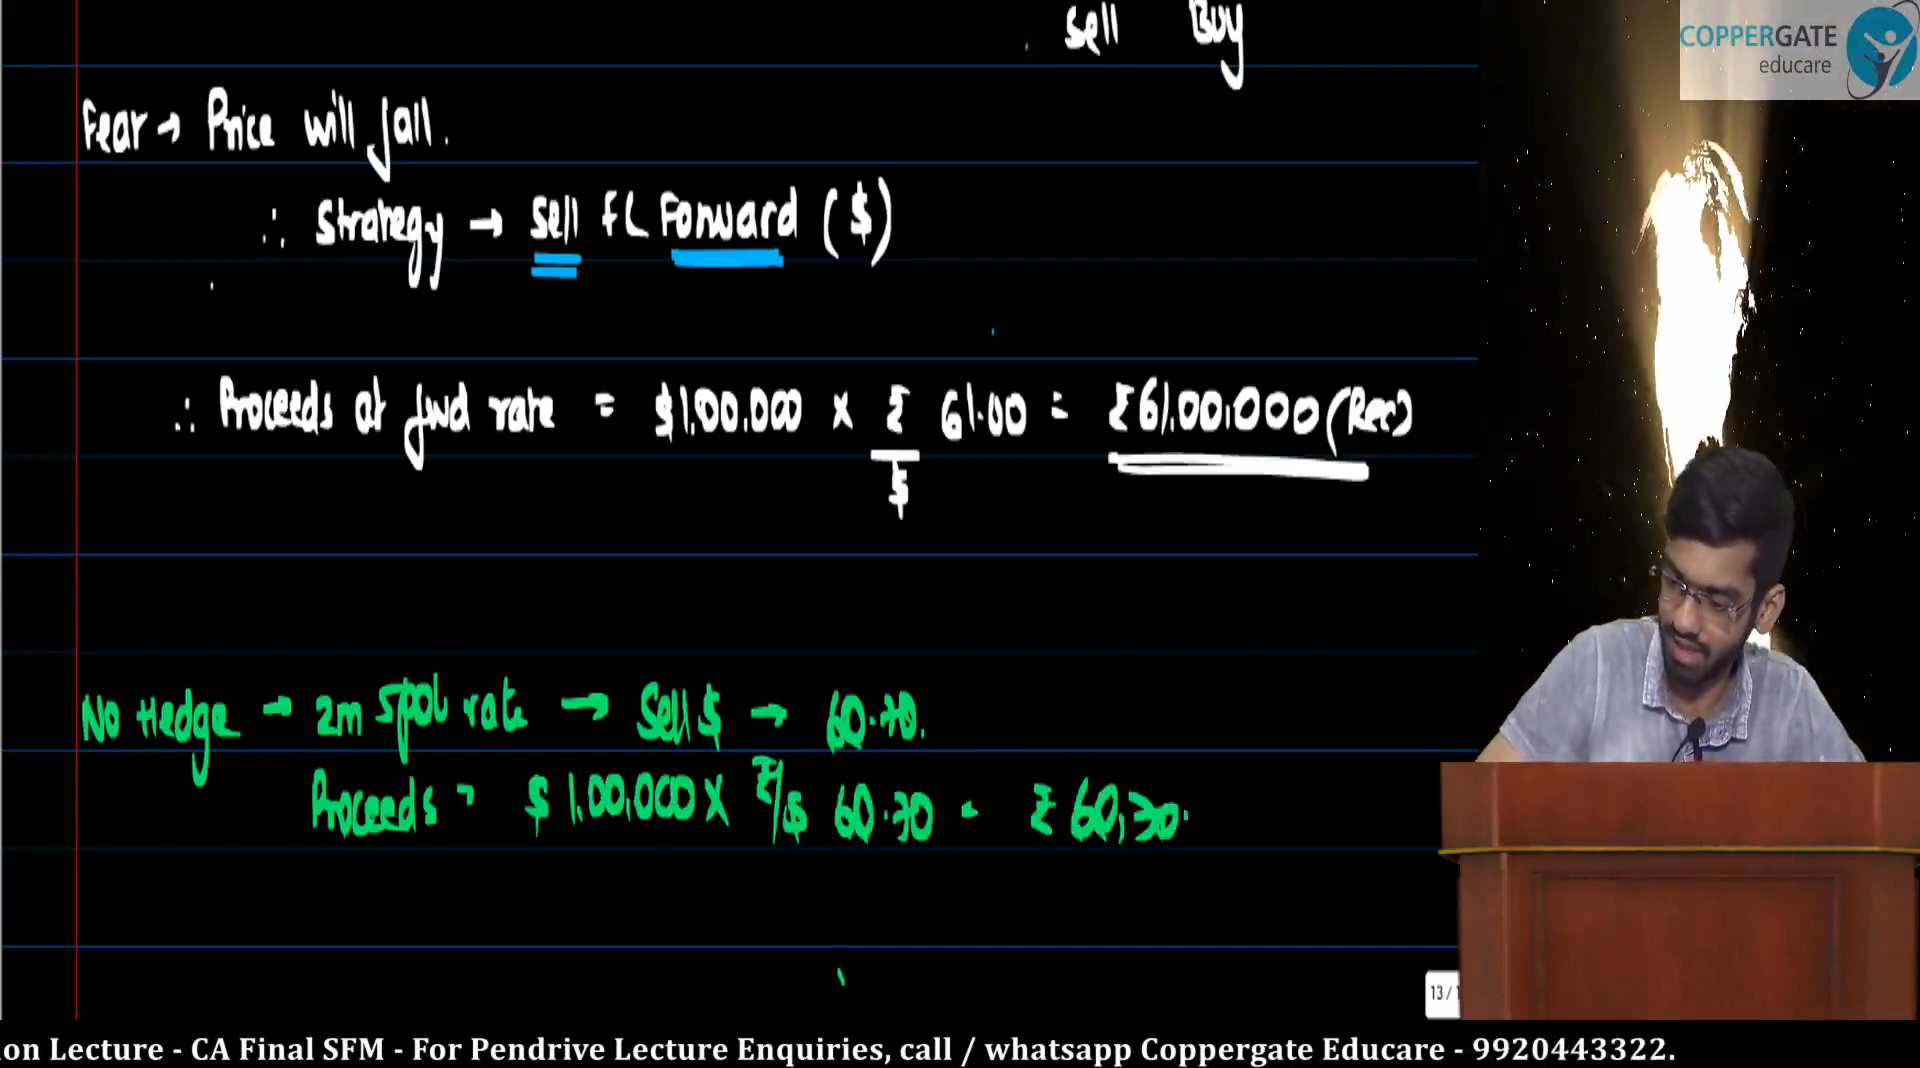 Sell Buy
COPPERGATE
educare
Fear → Price will fall.
∴ Strategy → Sell FC Forward ($)
∴ Proceeds at fwd rate = $1,00,000 x ₹/$ 61.00 = ₹61,00,000 (Rec)
No Hedge → 2m spot rate → Sell $ → 60.70.
Proceeds = $1,00,000 x ₹/$ 60.70 = ₹60,70.
13/1
on Lecture - CA Final SFM - For Pendrive Lecture Enquiries, call / whatsapp Coppergate Educare - 9920443322.